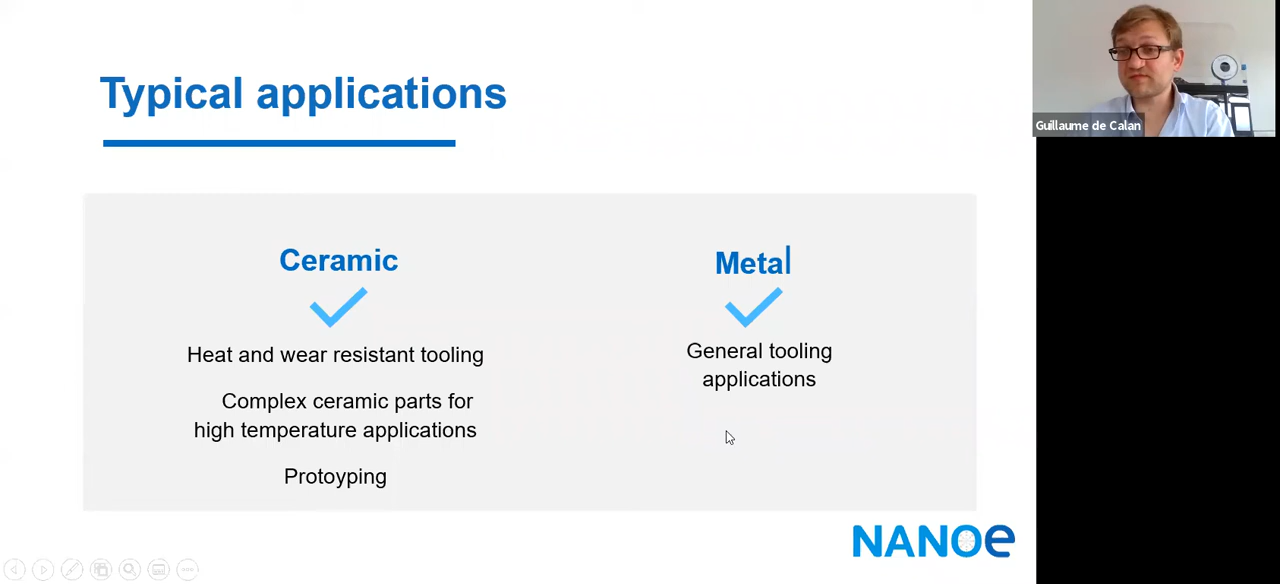 Typical applications
Guillaume de Calan
Ceramic
Heat and wear resistant tooling
Complex ceramic parts for
high temperature applications
Protoyping
Metal
General tooling
applications
NANOe